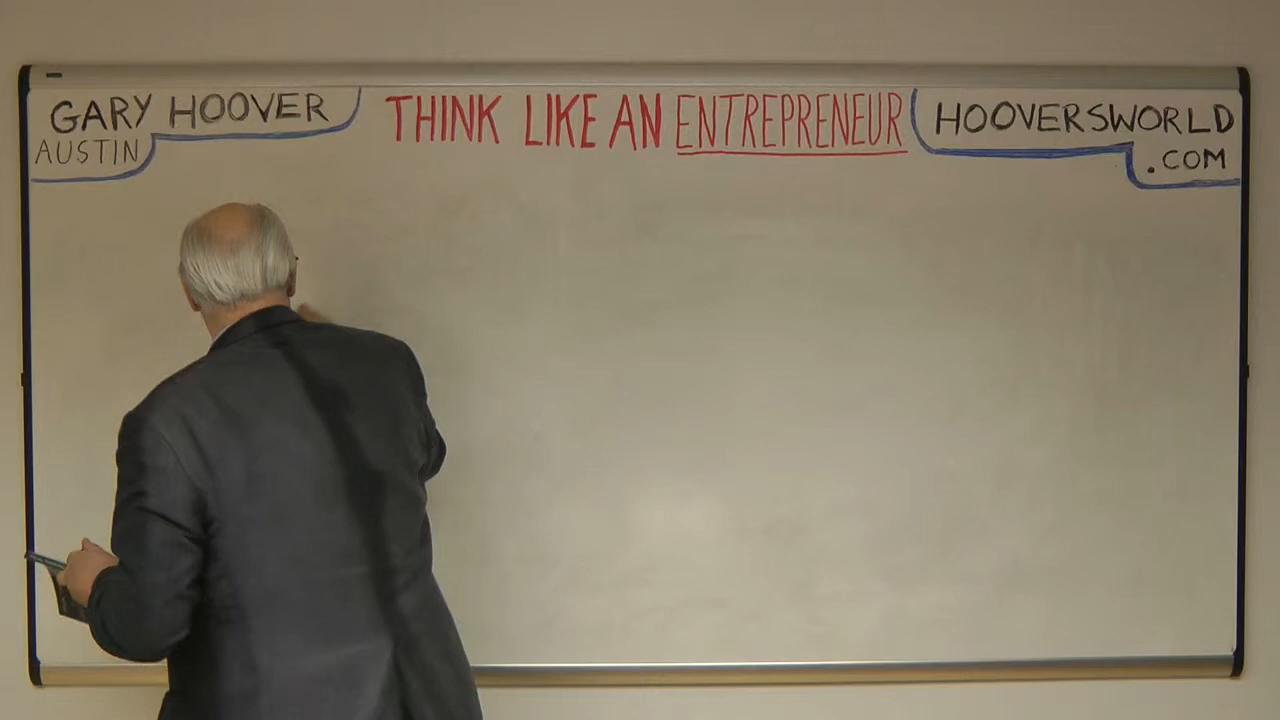 GARY HOOVER
AUSTIN
THINK LIKE AN ENTREPRENEUR
HOOVERSWORLD
.COM